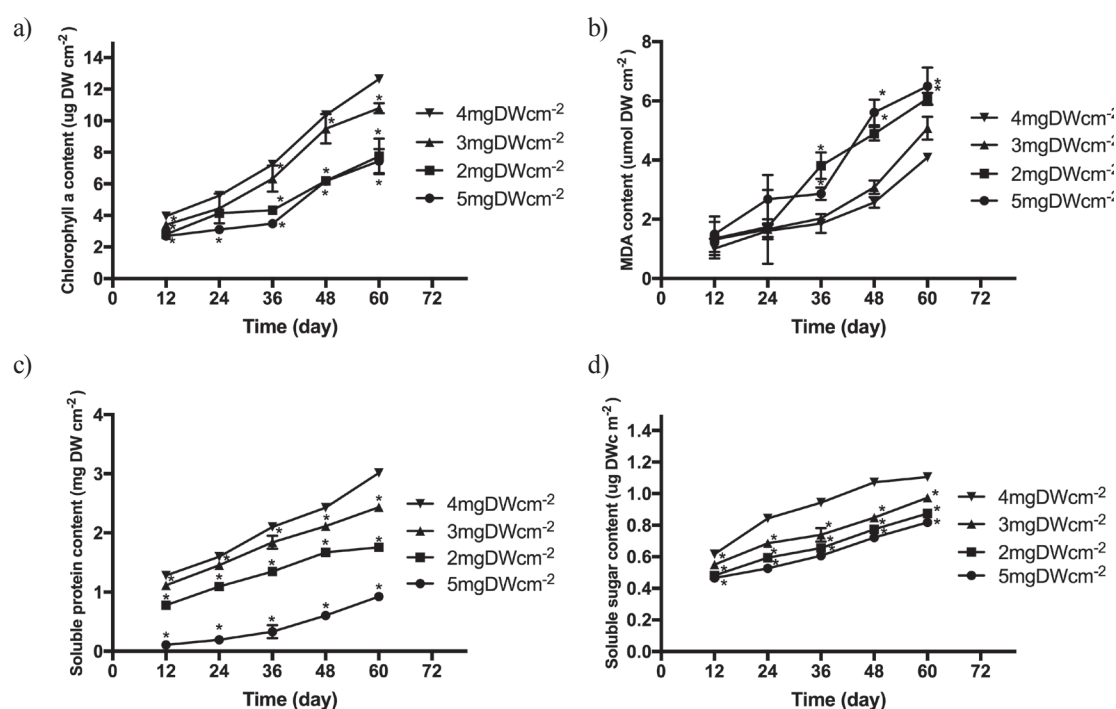 a)
Chlorophyll a content (ug DW cm-2)
14
12
10
8
6
4
2
0
0 12 24 36 48 60 72
Time (day)
4mgDWcm-2
3mgDWcm-2
2mgDWcm-2
5mgDWcm-2
* * * * * * * * * * * * *
b)
MDA content (umol DW cm-2)
8
6
4
2
0
0 12 24 36 48 60 72
Time (day)
4mgDWcm-2
3mgDWcm-2
2mgDWcm-2
5mgDWcm-2
* * * * * *
c)
Soluble protein content (mg DW cm-2)
4
3
2
1
0
0 12 24 36 48 60 72
Time (day)
4mgDWcm-2
3mgDWcm-2
2mgDWcm-2
5mgDWcm-2
* * * * * * * * * * * * * * *
d)
Soluble sugar content (ug DWc m-2)
1.4
1.2
1.0
0.8
0.6
0.4
0.2
0.0
0 12 24 36 48 60 72
Time (day)
4mgDWcm-2
3mgDWcm-2
2mgDWcm-2
5mgDWcm-2
* * * * * * * * * * * * * * *